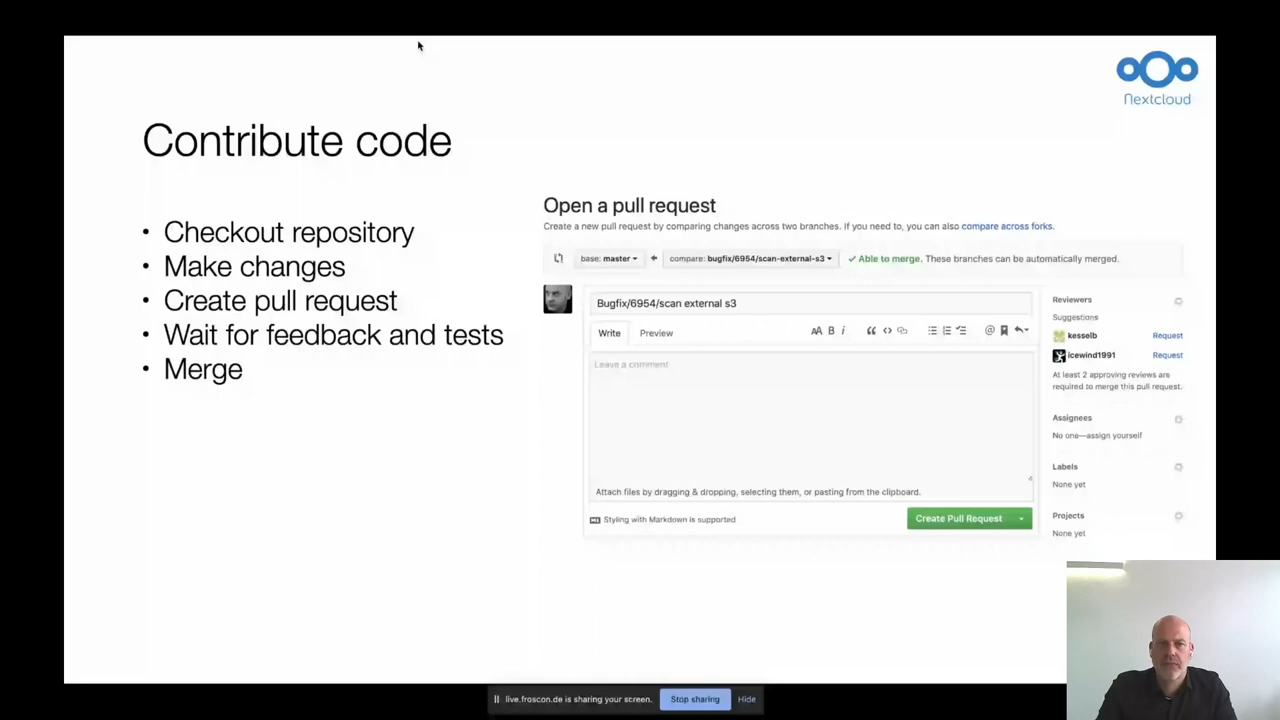 Nextcloud
Contribute code
• Checkout repository
• Make changes
• Create pull request
• Wait for feedback and tests
• Merge
Open a pull request
Create a new pull request by comparing changes across two branches. If you need to, you can also compare across forks.
base: master
compare: bugfix/6954/scan-external-s3
✓ Able to merge. These branches can be automatically merged.
Bugfix/6954/scan external s3
Write Preview
AA B i
Leave a comment
Attach files by dragging & dropping, selecting them, or pasting from the clipboard.
Styling with Markdown is supported
Create Pull Request
Reviewers
Suggestions
kesselb Request
icewind1991 Request
At least 2 approving reviews are
required to merge this pull request.
Assignees
No one—assign yourself
Labels
None yet
Projects
None yet
live.froscon.de is sharing your screen. Stop sharing Hide